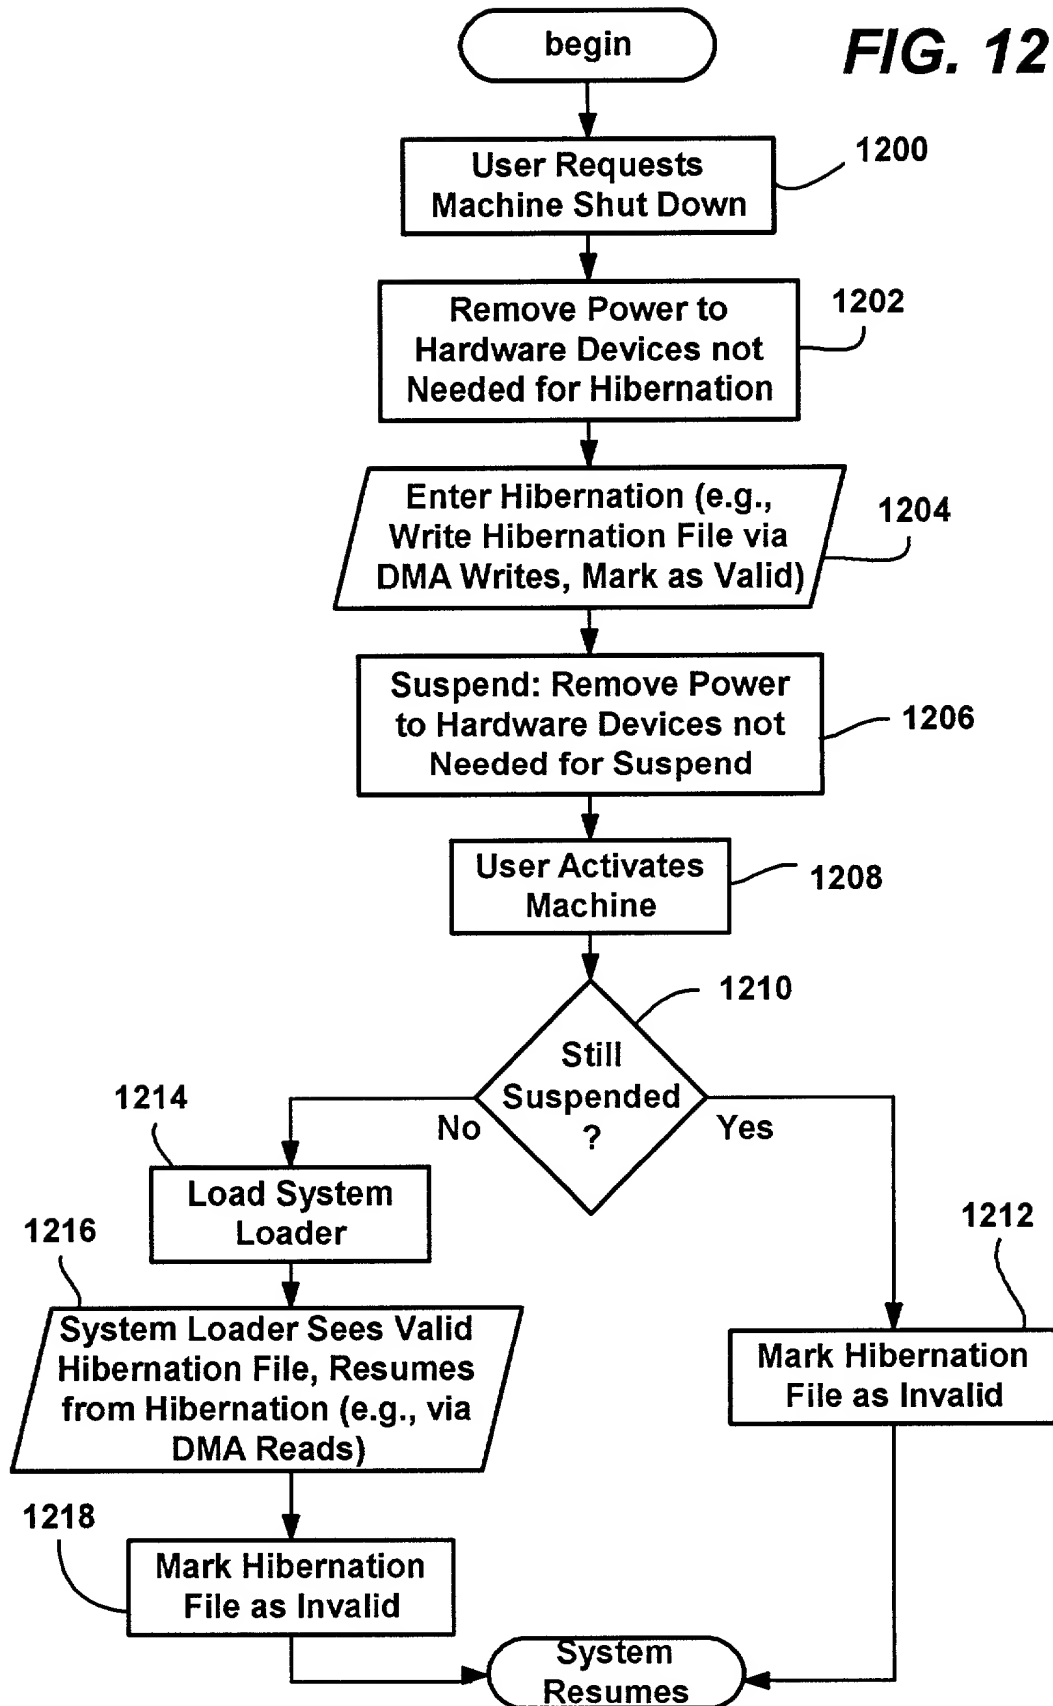 begin
FIG. 12
User Requests
Machine Shut Down
1200
Remove Power to
Hardware Devices not
Needed for Hibernation
1202
Enter Hibernation (e.g.,
Write Hibernation File via
DMA Writes, Mark as Valid)
1204
Suspend: Remove Power
to Hardware Devices not
Needed for Suspend
1206
User Activates
Machine
1208
Still
Suspended
?
1210
No
Yes
1214
Load System
Loader
1216
System Loader Sees Valid
Hibernation File, Resumes
from Hibernation (e.g., via
DMA Reads)
1212
Mark Hibernation
File as Invalid
1218
Mark Hibernation
File as Invalid
System
Resumes